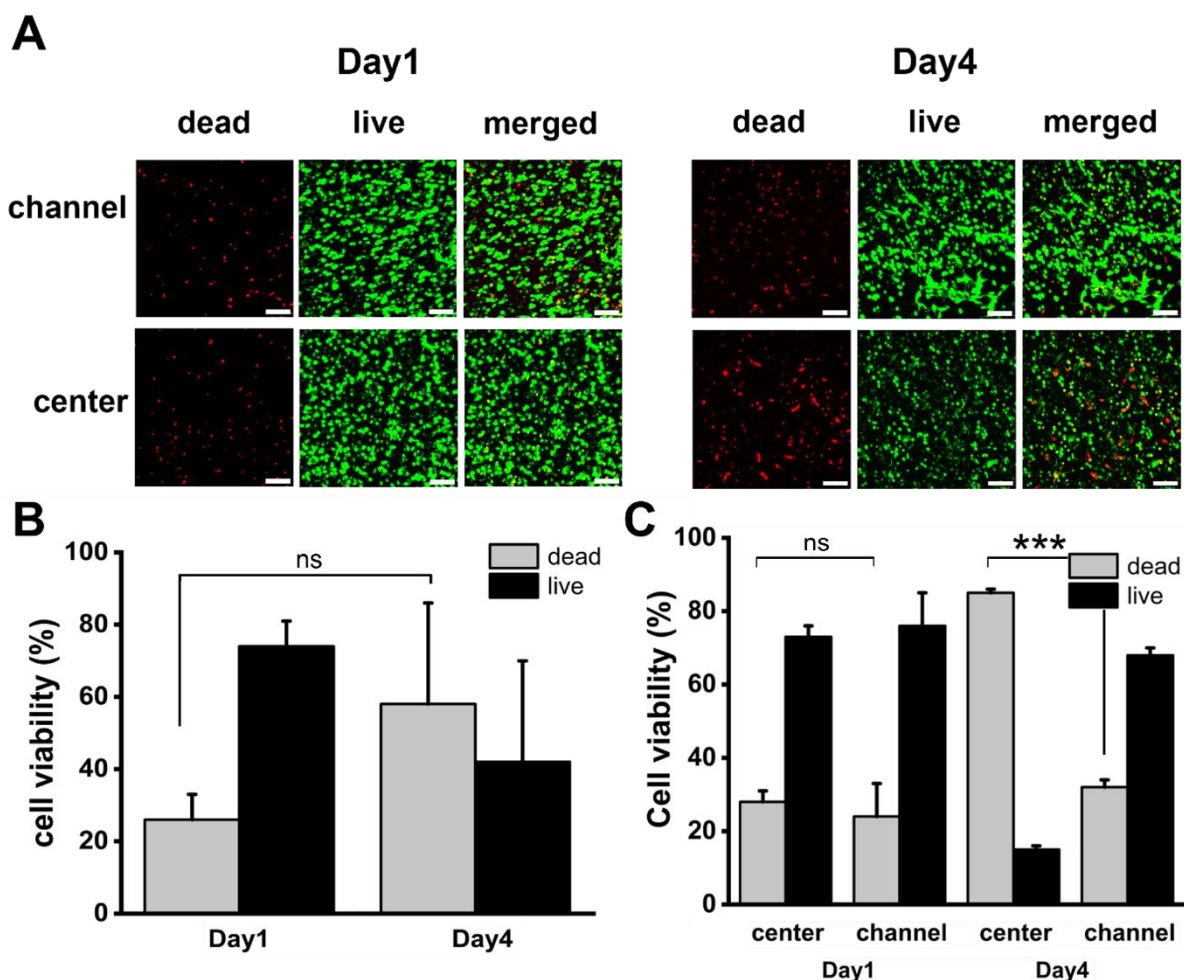 A
Day1 Day4
dead live merged dead live merged
channel
center
B
100
80
60
40
20
0
cell viability (%)
ns
dead
live
Day1 Day4
C
100
80
60
40
20
0
Cell viability (%)
ns
***
dead
live
center channel center channel
Day1 Day4